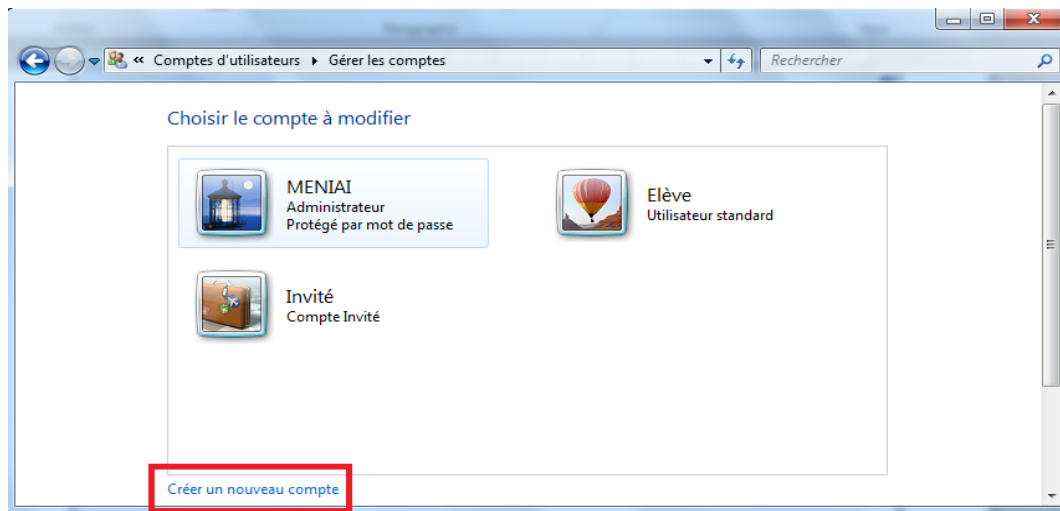 « Comptes d'utilisateurs ▸ Gérer les comptes
Rechercher
Choisir le compte à modifier
MENIAI
Administrateur
Protégé par mot de passe
Elève
Utilisateur standard
Invité
Compte Invité
Créer un nouveau compte